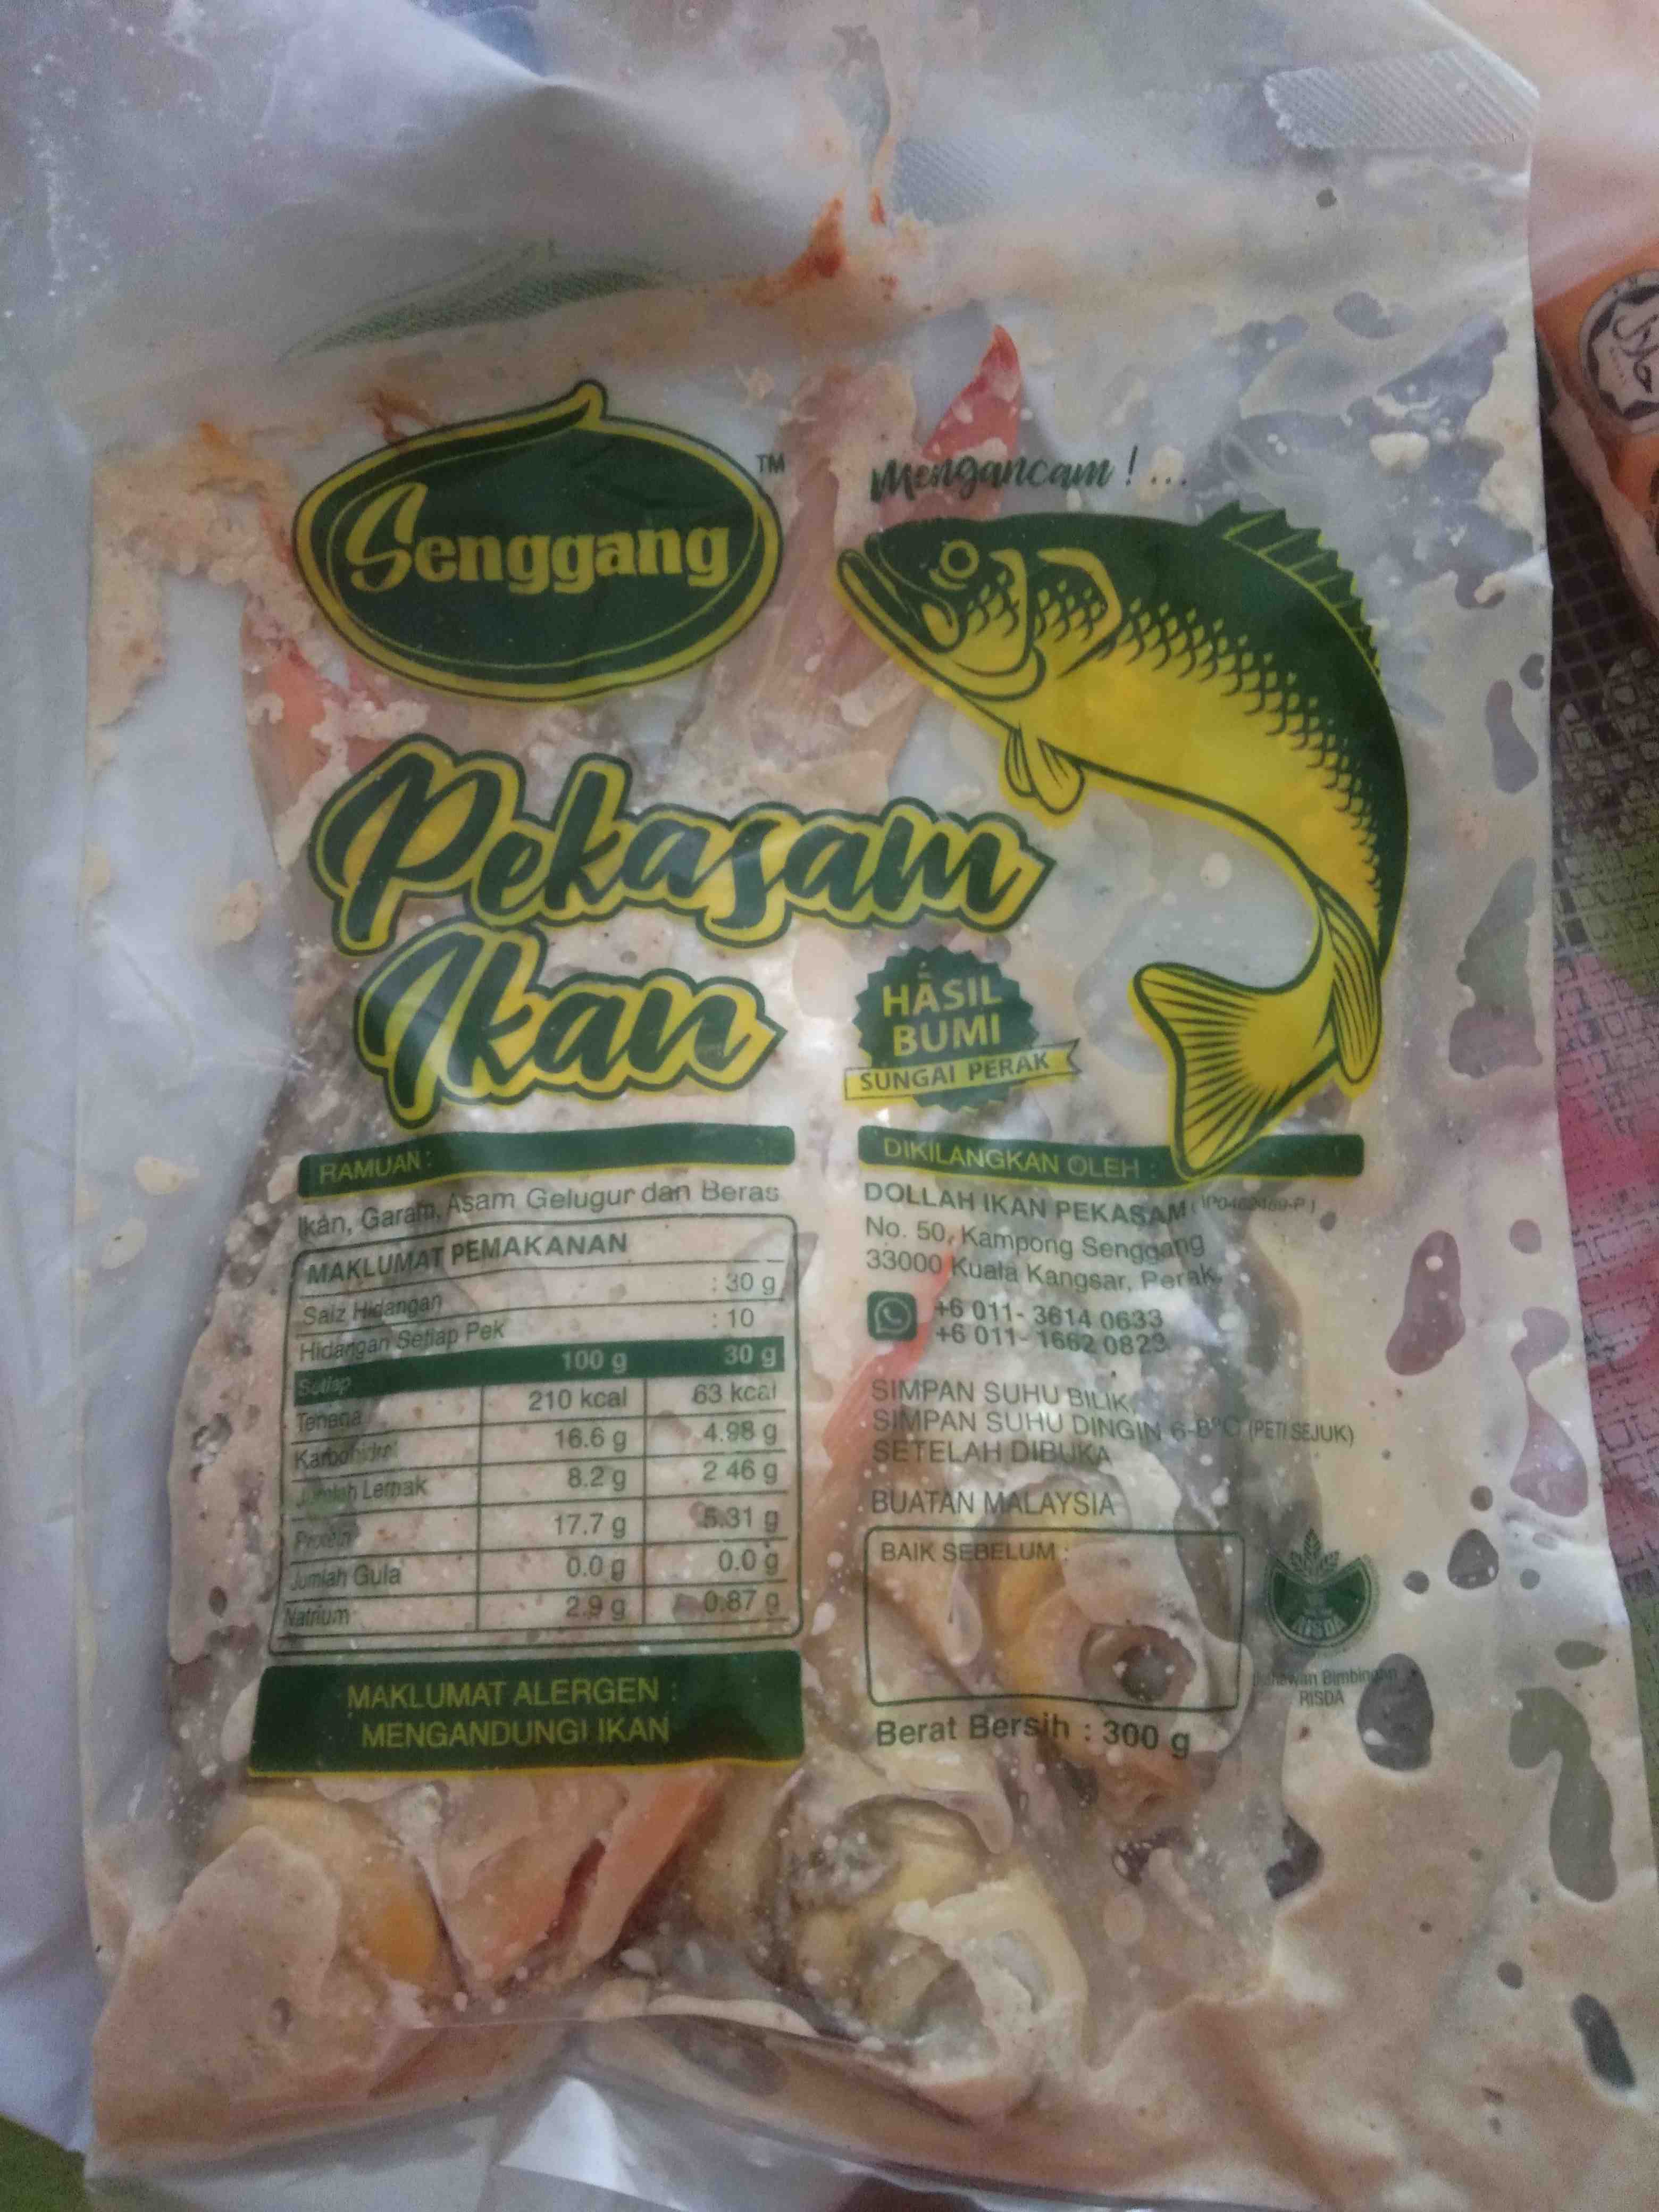 Senggang
TM
Mengancam ! ...
Pekasam
Ikan
HASIL
BUMI
SUNGAI PERAK
RAMUAN :
Ikan, Garam, Asam Gelugur dan Beras
MAKLUMAT PEMAKANAN
Saiz Hidangan : 30 g
Hidangan Setiap Pek : 10
Setiap 100 g 30 g
Tenaga 210 kcal 63 kcal
Karbohidrat 16.6 g 4.98 g
Jumlah Lemak 8.2 g 2.46 g
Protein 17.7 g 5.31 g
Jumlah Gula 0.0 g 0.0 g
Natrium 2.9 g 0.87 g
MAKLUMAT ALERGEN :
MENGANDUNGI IKAN
DIKILANGKAN OLEH :
DOLLAH IKAN PEKASAM
No. 50, Kampong Senggang
33000 Kuala Kangsar, Perak.
+6 011- 3614 0633
+6 011- 1662 0823
SIMPAN SUHU BILIK,
SIMPAN SUHU DINGIN 6-8°C (PETI SEJUK)
SETELAH DIBUKA
BUATAN MALAYSIA
BAIK SEBELUM :
Berat Bersih : 300 g
RISDA
Bimbingan
RISDA
حلال